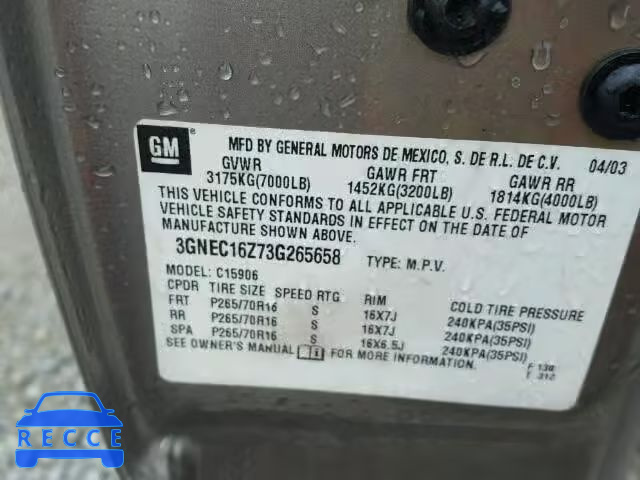 GM ®
MFD BY GENERAL MOTORS DE MEXICO, S. DE R.L. DE C.V. 04/03
GVWR GAWR FRT GAWR RR
3175KG(7000LB) 1452KG(3200LB) 1814KG(4000LB)
THIS VEHICLE CONFORMS TO ALL APPLICABLE U.S. FEDERAL MOTOR
VEHICLE SAFETY STANDARDS IN EFFECT ON THE DATE OF
MANUFACTURE SHOWN ABOVE.
3GNEC16Z73G265658 TYPE: M.P.V.
MODEL: C15906
CPDR TIRE SIZE SPEED RTG RIM COLD TIRE PRESSURE
FRT P265/70R16 S 16X7J 240KPA(35PSI)
RR P265/70R16 S 16X7J 240KPA(35PSI)
SPA P265/70R16 S 16X6.5J 240KPA(35PSI)
SEE OWNER'S MANUAL FOR MORE INFORMATION.
RECCE